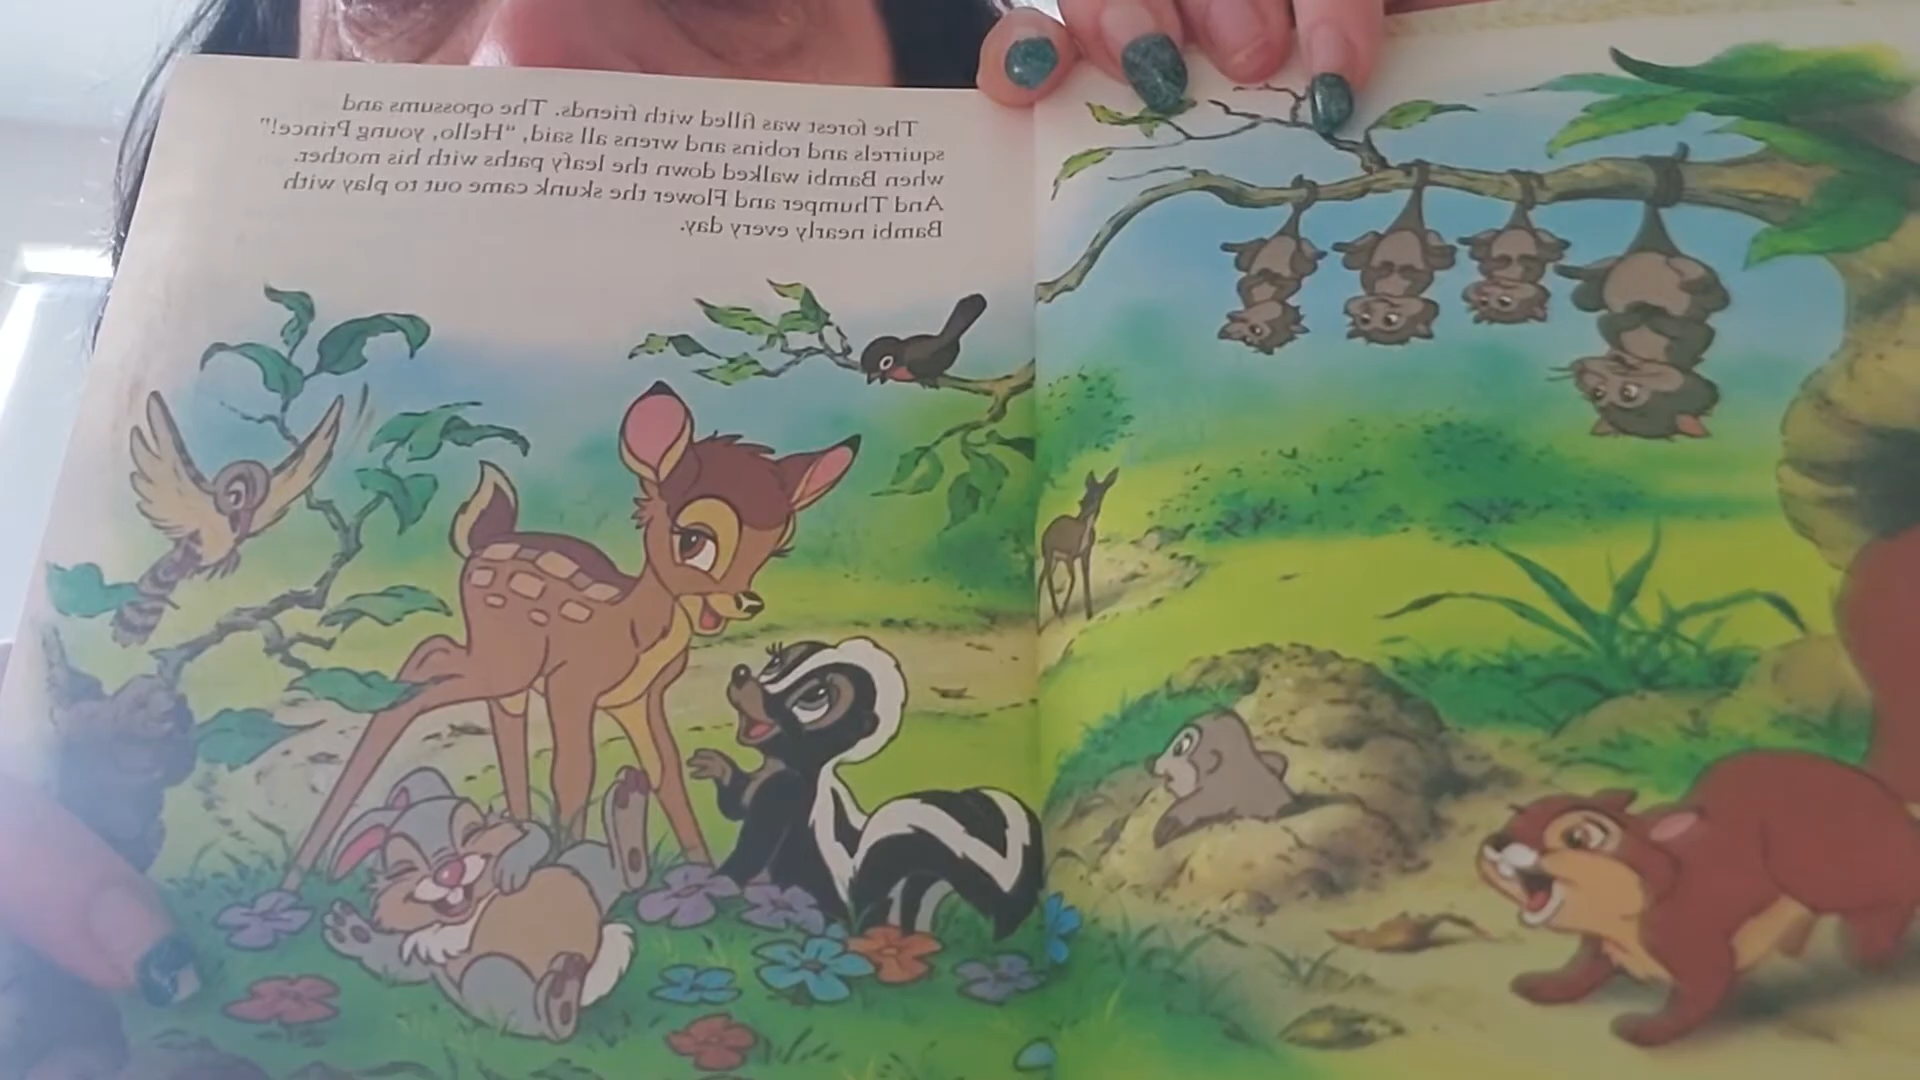 The forest was filled with friends. The opossums and
squirrels and robins and wrens all said, “Hello, young Prince!”
when Bambi walked down the leafy paths with his mother.
And Thumper and Flower the skunk came out to play with
Bambi nearly every day.